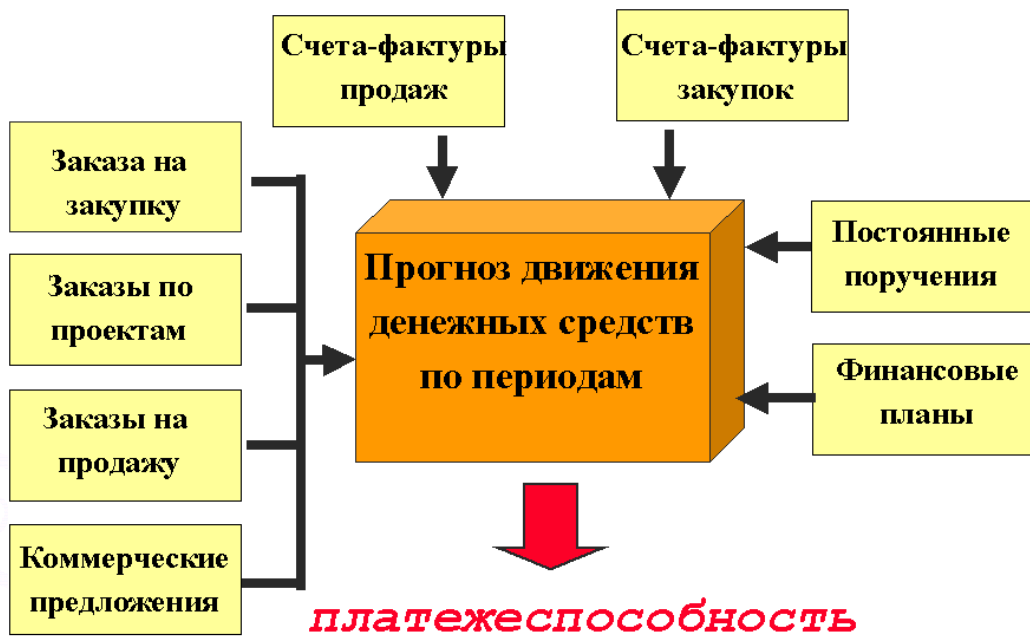 Счета-фактуры
продаж
Счета-фактуры
закупок
Заказа на
закупку
Заказы по
проектам
Заказы на
продажу
Коммерческие
предложения
Прогноз движения
денежных средств
по периодам
Постоянные
поручения
Финансовые
планы
платежеспособность